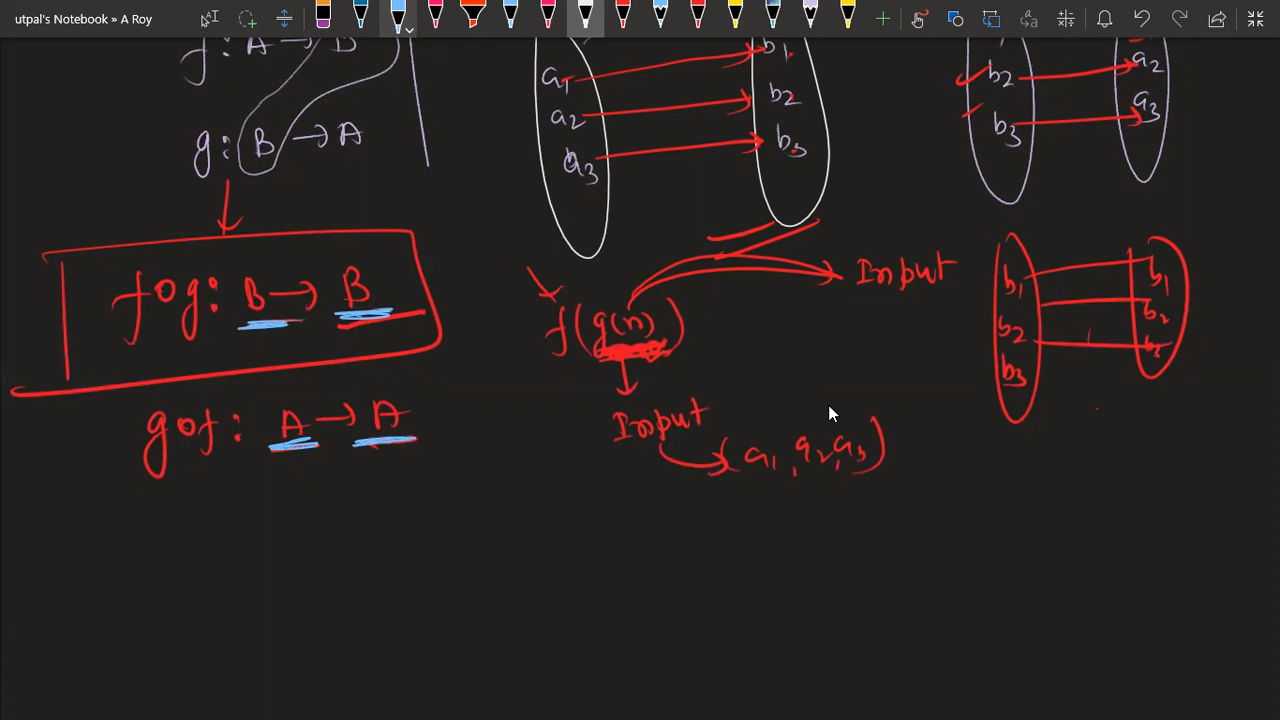 utpal's Notebook » A Roy
f: A → B
g: B → A
a1
a2
a3
b1
b2
b3
b2
b3
a2
a3
fog: B → B
gof: A → A
f(g(n))
Input
Input
(a1, a2, a3)
b1
b2
b3
b1
b2
b3